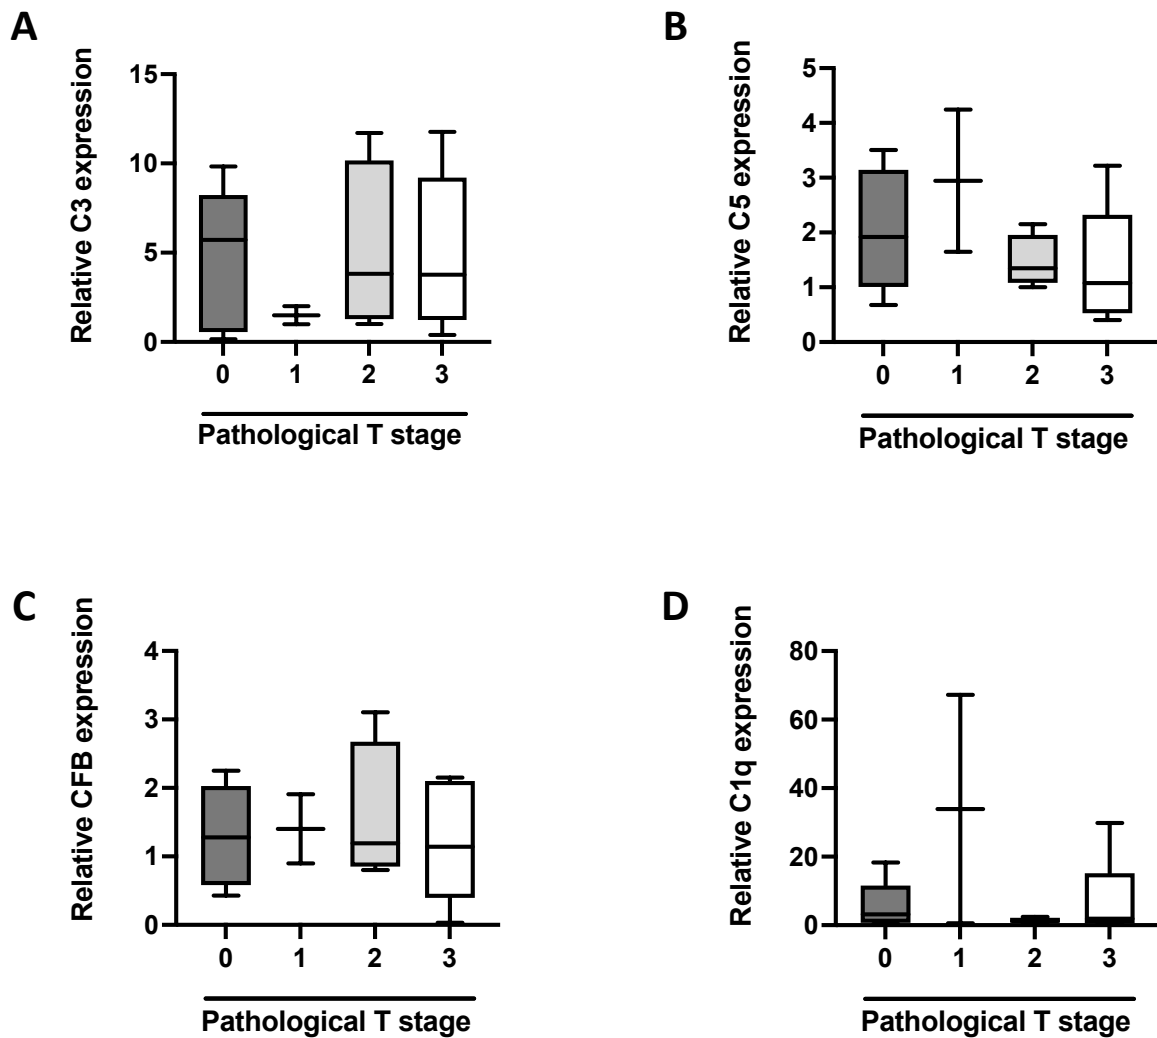 A
Relative C3 expression
15
10
5
0
0 1 2 3
Pathological T stage
B
Relative C5 expression
5
4
3
2
1
0
0 1 2 3
Pathological T stage
C
Relative CFB expression
4
3
2
1
0
0 1 2 3
Pathological T stage
D
Relative C1q expression
80
60
40
20
0
0 1 2 3
Pathological T stage